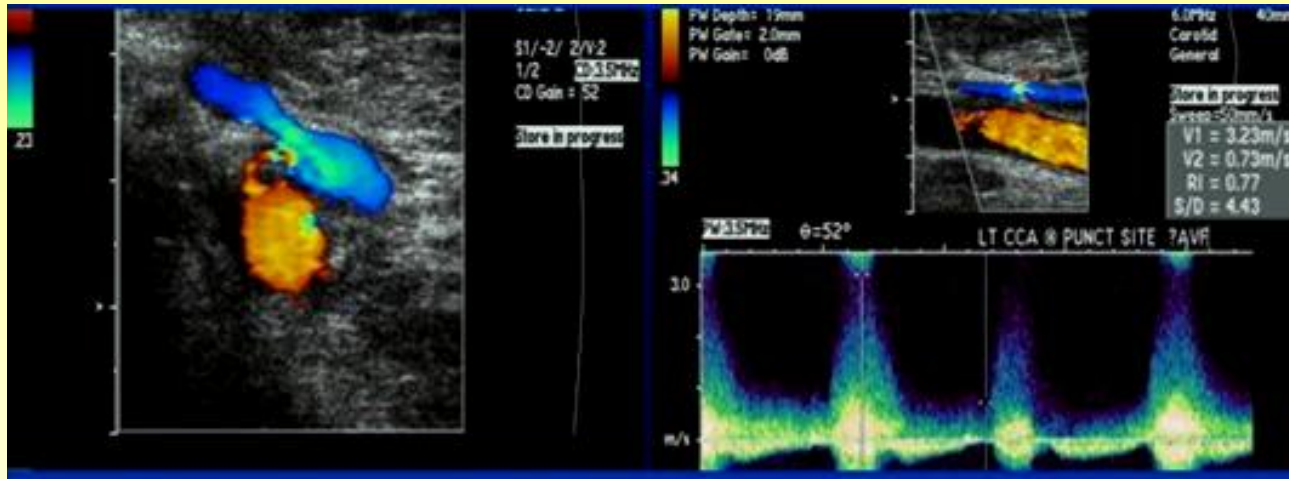 S1/-2/ 2/V:2
1/2 CD:3.5MHz
CD Gain = 52
Store in progress
23
PW Depth= 19mm
PW Gate= 2.0mm
PW Gain= 0dB
6.0MHz 40mm
Carotid
General
Store in progress
Sweep=50mm/s
V1 = 3.23m/s
V2 = 0.73m/s
RI = 0.77
S/D = 4.43
.34
PW:3.5MHz θ=52°
LT CCA @ PUNCT SITE ?AVF
3.0
m/s